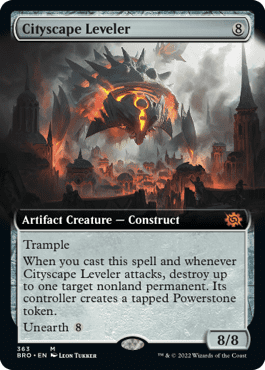 Cityscape Leveler 8
Artifact Creature — Construct
Trample
When you cast this spell and whenever
Cityscape Leveler attacks, destroy up
to one target nonland permanent. Its
controller creates a tapped Powerstone
token.
Unearth 8
8/8
363 M
BRO • EN Leon Tukker
™ & © 2022 Wizards of the Coast